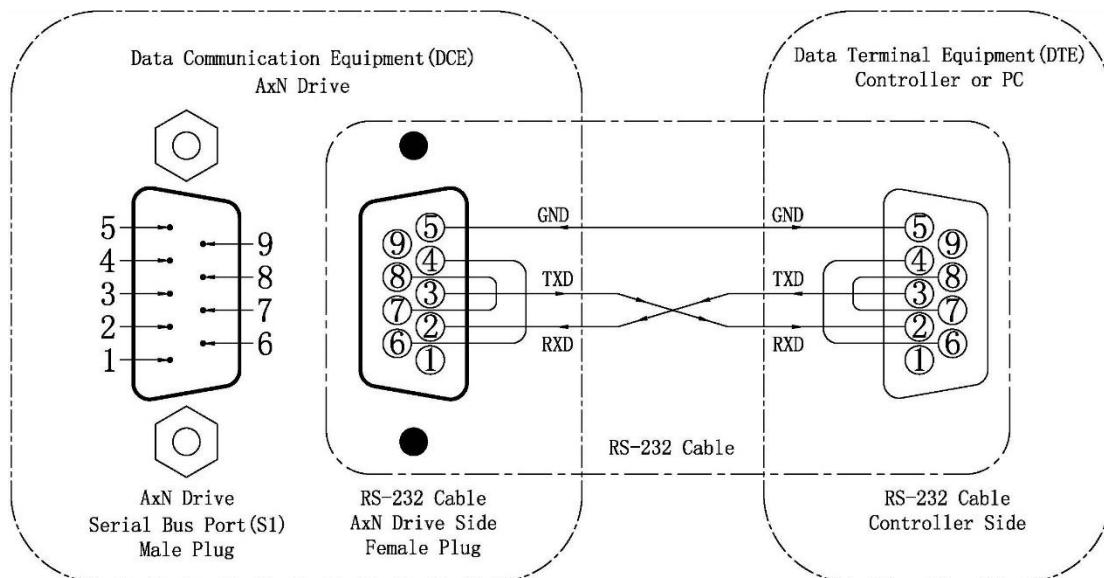 Data Communication Equipment(DCE)
AxN Drive
Data Terminal Equipment(DTE)
Controller or PC
5
4
3
2
1
9
8
7
6
5
9
4
8
3
7
2
6
1
GND
GND
TXD
TXD
RXD
RXD
5
9
4
8
3
7
2
6
1
RS-232 Cable
AxN Drive
Serial Bus Port(S1)
Male Plug
RS-232 Cable
AxN Drive Side
Female Plug
RS-232 Cable
Controller Side